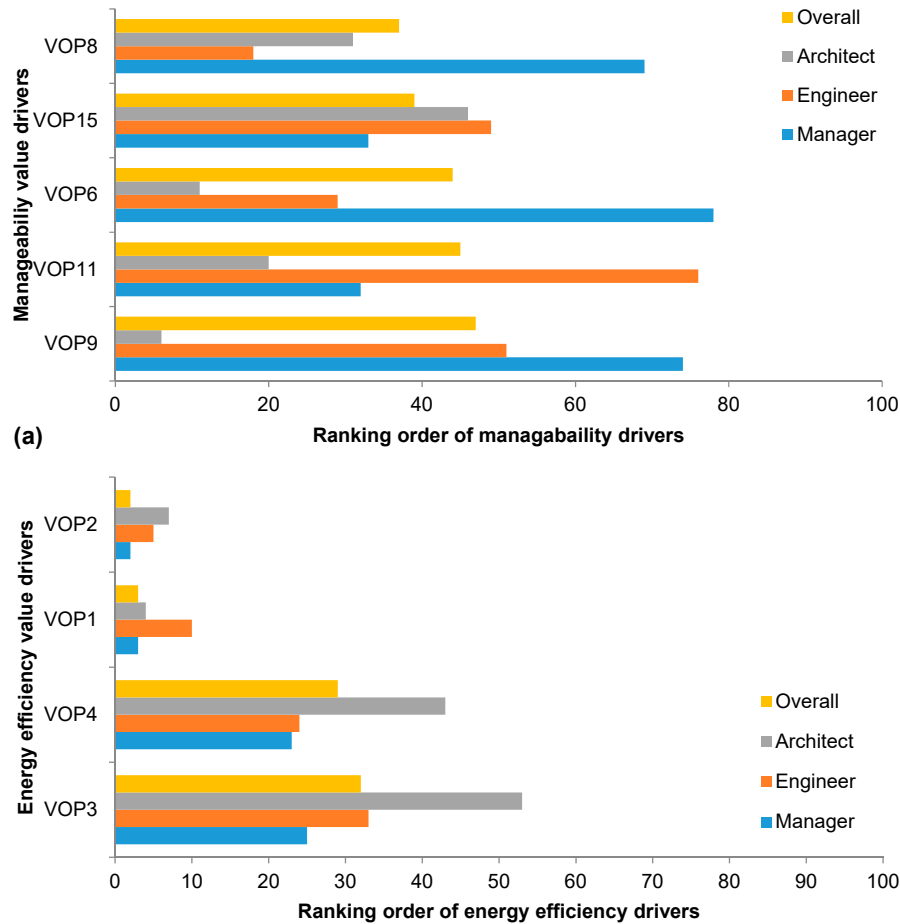 Manageabiliy value drivers
VOP8
VOP15
VOP6
VOP11
VOP9
Overall
Architect
Engineer
Manager
0 20 40 60 80 100
(a)
Ranking order of managabaility drivers
Energy efficiency value drivers
VOP2
VOP1
VOP4
VOP3
Overall
Architect
Engineer
Manager
0 10 20 30 40 50 60 70 80 90 100
Ranking order of energy efficiency drivers